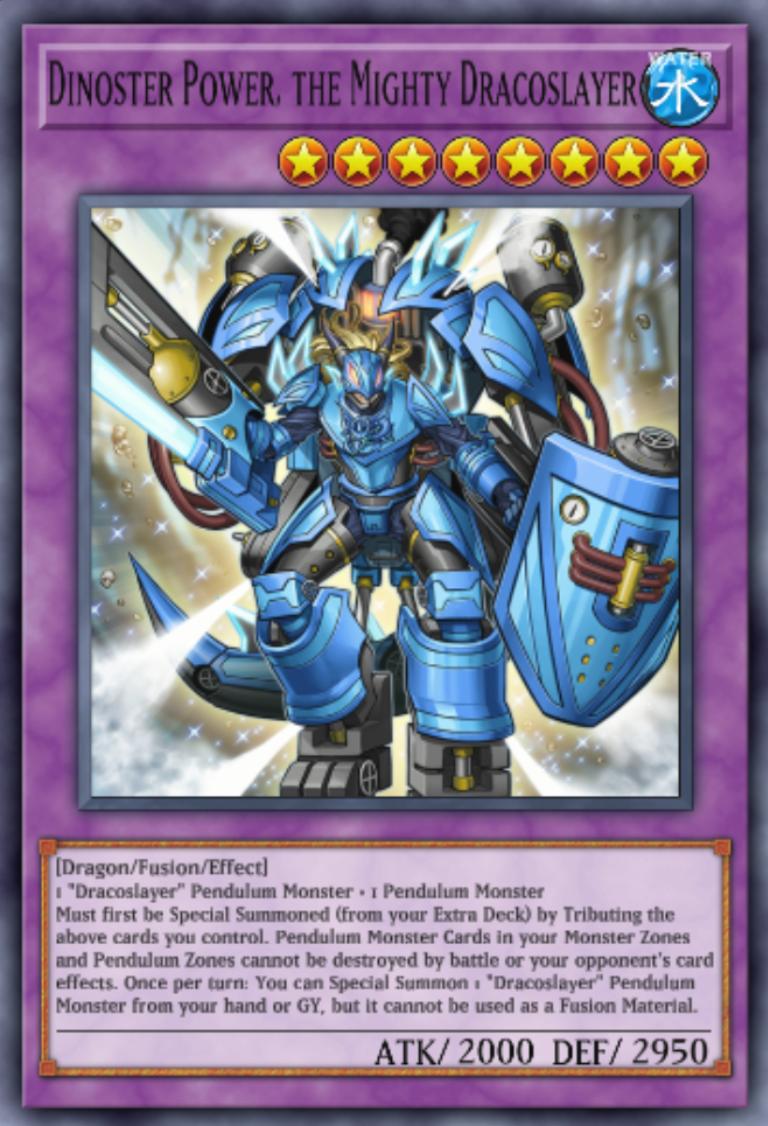 DINOSTER POWER, THE MIGHTY DRACOSLAYER
WATER
水
[Dragon/Fusion/Effect]
1 "Dracoslayer" Pendulum Monster + 1 Pendulum Monster
Must first be Special Summoned (from your Extra Deck) by Tributing the
above cards you control. Pendulum Monster Cards in your Monster Zones
and Pendulum Zones cannot be destroyed by battle or your opponent's card
effects. Once per turn: You can Special Summon 1 "Dracoslayer" Pendulum
Monster from your hand or GY, but it cannot be used as a Fusion Material.
ATK/ 2000 DEF/ 2950